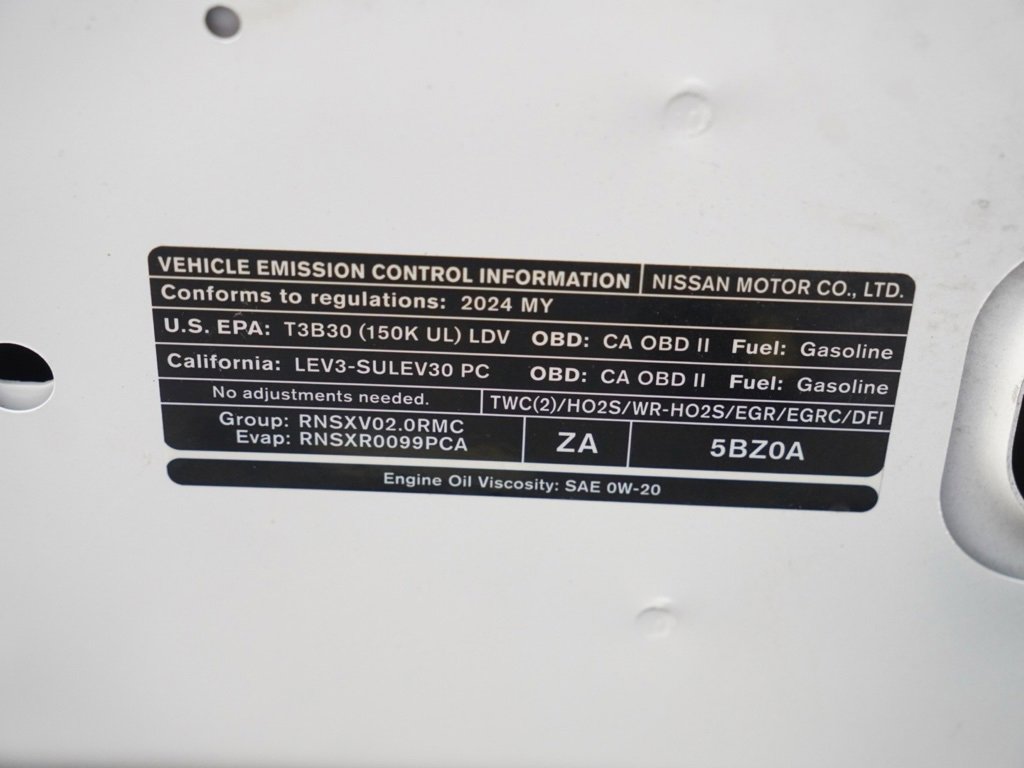 VEHICLE EMISSION CONTROL INFORMATION NISSAN MOTOR CO., LTD.
Conforms to regulations: 2024 MY
U.S. EPA: T3B30 (150K UL) LDV OBD: CA OBD II Fuel: Gasoline
California: LEV3-SULEV30 PC OBD: CA OBD II Fuel: Gasoline
No adjustments needed. TWC(2)/HO2S/WR-HO2S/EGR/EGRC/DFI
Group: RNSXV02.0RMC
Evap: RNSXR0099PCA
ZA
5BZ0A
Engine Oil Viscosity: SAE 0W-20